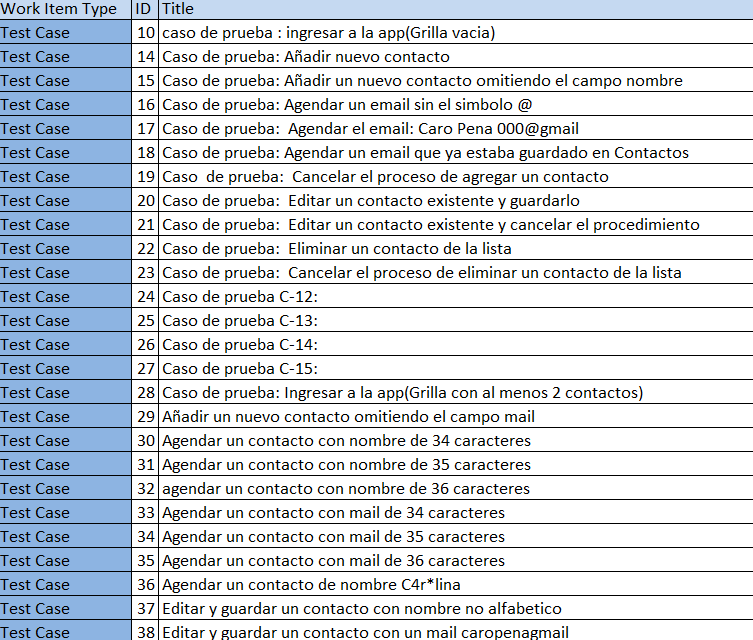 Work Item Type ID Title
Test Case 10 caso de prueba : ingresar a la app(Grilla vacia)
Test Case 14 Caso de prueba: Añadir nuevo contacto
Test Case 15 Caso de prueba: Añadir un nuevo contacto omitiendo el campo nombre
Test Case 16 Caso de prueba: Agendar un email sin el simbolo @
Test Case 17 Caso de prueba:  Agendar el email: Caro Pena 000@gmail
Test Case 18 Caso de prueba: Agendar un email que ya estaba guardado en Contactos
Test Case 19 Caso  de prueba:  Cancelar el proceso de agregar un contacto
Test Case 20 Caso de prueba:  Editar un contacto existente y guardarlo
Test Case 21 Caso de prueba:  Editar un contacto existente y cancelar el procedimiento
Test Case 22 Caso de prueba:  Eliminar un contacto de la lista
Test Case 23 Caso de prueba:  Cancelar el proceso de eliminar un contacto de la lista
Test Case 24 Caso de prueba C-12:
Test Case 25 Caso de prueba C-13:
Test Case 26 Caso de prueba C-14:
Test Case 27 Caso de prueba C-15:
Test Case 28 Caso de prueba: Ingresar a la app(Grilla con al menos 2 contactos)
Test Case 29 Añadir un nuevo contacto omitiendo el campo mail
Test Case 30 Agendar un contacto con nombre de 34 caracteres
Test Case 31 Agendar un contacto con nombre de 35 caracteres
Test Case 32 agendar un contacto con nombre de 36 caracteres
Test Case 33 Agendar un contacto con mail de 34 caracteres
Test Case 34 Agendar un contacto con mail de 35 caracteres
Test Case 35 Agendar un contacto con mail de 36 caracteres
Test Case 36 Agendar un contacto de nombre C4r*lina
Test Case 37 Editar y guardar un contacto con nombre no alfabetico
Test Case 38 Editar y guardar un contacto con un mail caropenagmail